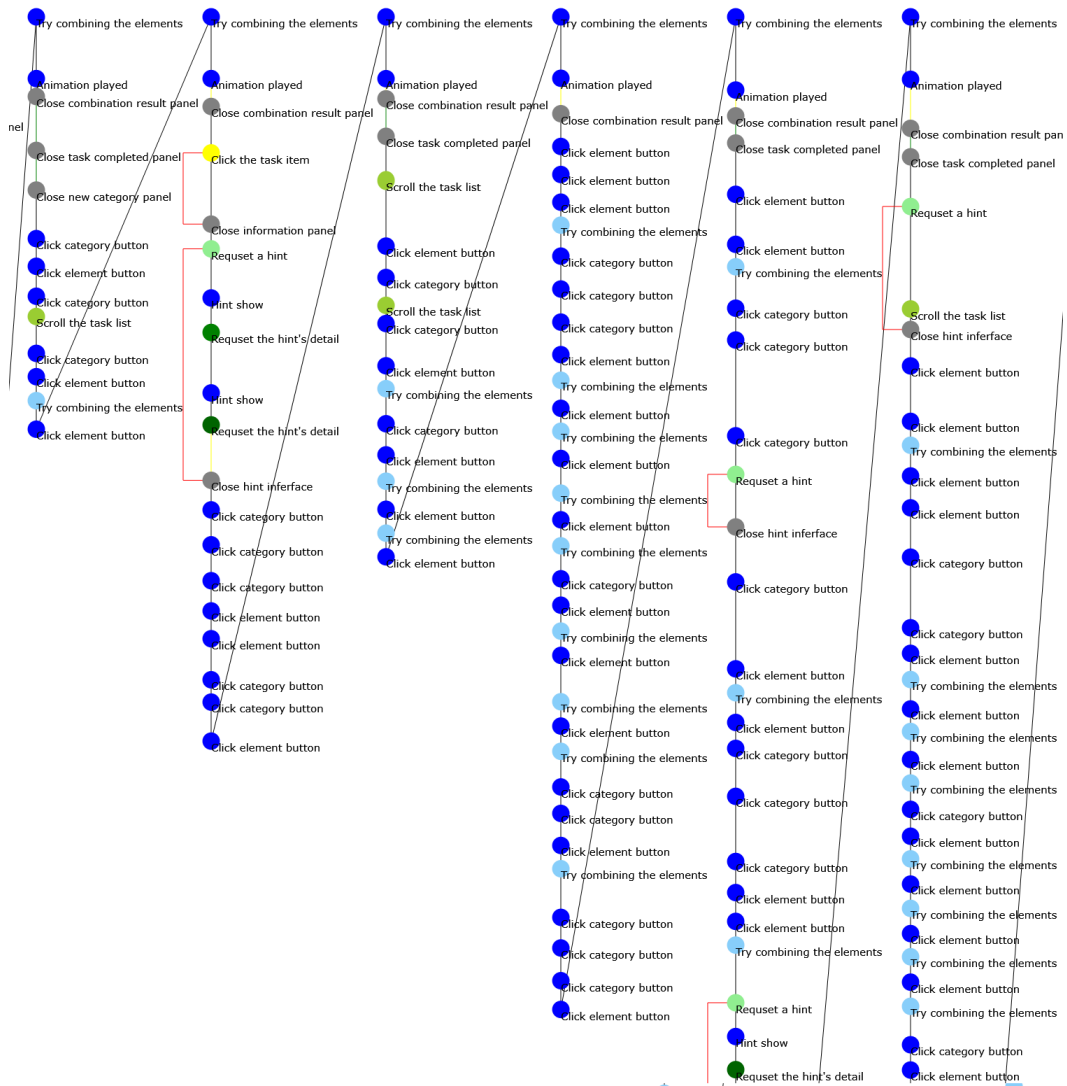 Try combining the elements
Animation played
Close combination result panel
nel
Close task completed panel
Close new category panel
Click category button
Click element button
Click category button
Scroll the task list
Click category button
Click element button
Try combining the elements
Click element button
Try combining the elements
Animation played
Close combination result panel
Click the task item
Close information panel
Requset a hint
Hint show
Requset the hint's detail
Hint show
Requset the hint's detail
Close hint inferface
Click category button
Click category button
Click category button
Click element button
Click element button
Click category button
Click category button
Click element button
Try combining the elements
Animation played
Close combination result panel
Close task completed panel
Scroll the task list
Click element button
Click category button
Scroll the task list
Click category button
Click element button
Try combining the elements
Click category button
Click element button
Try combining the elements
Click element button
Try combining the elements
Click element button
Try combining the elements
Animation played
Close combination result panel
Click element button
Click element button
Click element button
Try combining the elements
Click category button
Click category button
Click category button
Click element button
Try combining the elements
Click element button
Try combining the elements
Click element button
Try combining the elements
Click element button
Try combining the elements
Click category button
Click element button
Try combining the elements
Click element button
Try combining the elements
Click element button
Try combining the elements
Click category button
Click category button
Click element button
Try combining the elements
Click category button
Click category button
Click category button
Click element button
Try combining the elements
Animation played
Close combination result panel
Close task completed panel
Click element button
Click element button
Try combining the elements
Click category button
Click category button
Click category button
Requset a hint
Close hint inferface
Click category button
Click element button
Try combining the elements
Click element button
Click category button
Click category button
Click category button
Click element button
Click element button
Try combining the elements
Requset a hint
Hint show
Requset the hint's detail
Try combining the elements
Animation played
Close combination result pan
Close task completed panel
Requset a hint
Scroll the task list
Close hint inferface
Click element button
Click element button
Try combining the elements
Click element button
Click element button
Click category button
Click category button
Click element button
Try combining the elements
Click element button
Try combining the elements
Click element button
Try combining the elements
Click category button
Click element button
Try combining the elements
Click element button
Try combining the elements
Click element button
Try combining the elements
Click element button
Try combining the elements
Click category button
Click element button